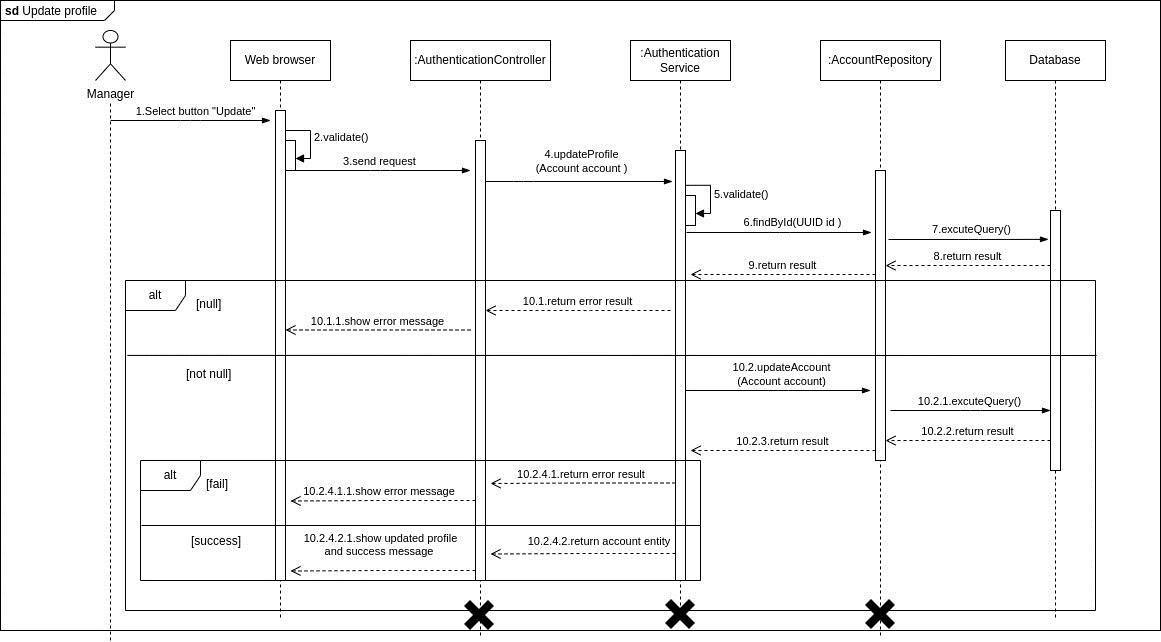 sd Update profile
Web browser
:AuthenticationController
:Authentication
Service
:AccountRepository
Database
Manager
1.Select button "Update"
2.validate()
3.send request
4.updateProfile
(Account account )
5.validate()
6.findById(UUID id )
7.excuteQuery()
8.return result
9.return result
alt
[null]
10.1.return error result
10.1.1.show error message
[not null]
10.2.updateAccount
(Account account)
10.2.1.excuteQuery()
10.2.2.return result
10.2.3.return result
alt
[fail]
10.2.4.1.return error result
10.2.4.1.1.show error message
[success]
10.2.4.2.return account entity
10.2.4.2.1.show updated profile
and success message